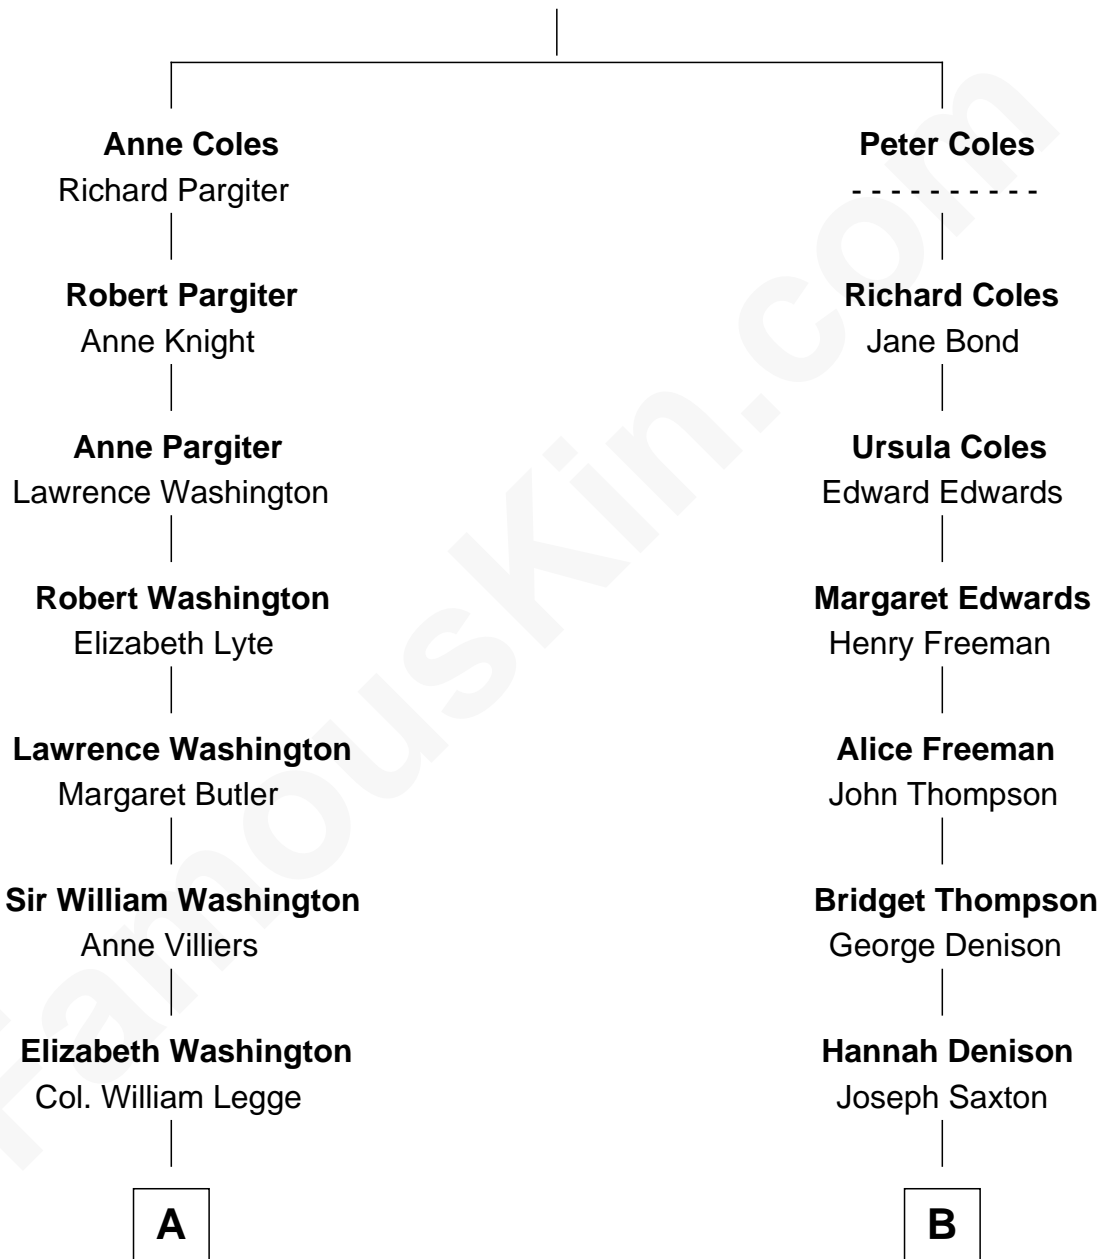 Anne Coles
Richard Pargiter
Robert Pargiter
Anne Knight
Anne Pargiter
Lawrence Washington
Robert Washington
Elizabeth Lyte
Lawrence Washington
Margaret Butler
Sir William Washington
Anne Villiers
Elizabeth Washington
Col. William Legge
A
Peter Coles
- - - - - - - - - -
Richard Coles
Jane Bond
Ursula Coles
Edward Edwards
Margaret Edwards
Henry Freeman
Alice Freeman
John Thompson
Bridget Thompson
George Denison
Hannah Denison
Joseph Saxton
B
FamousKin.com